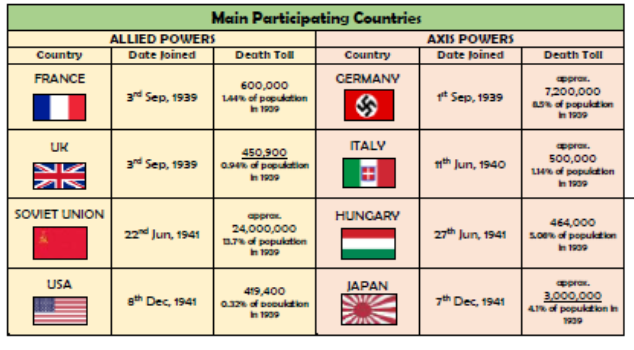 Main Participating Countries
ALLIED POWERS
AXIS POWERS
Country
Date Joined
Death Toll
Country
Date Joined
Death Toll
FRANCE
3rd Sep, 1939
600,000
1.44% of population
in 1939
GERMANY
1st Sep, 1939
approx.
7,200,000
8.5% of population
in 1939
UK
3rd Sep, 1939
450,900
0.94% of population
in 1939
ITALY
11th Jun, 1940
approx.
500,000
1.14% of population
in 1939
SOVIET UNION
22nd Jun, 1941
approx.
24,000,000
13.7% of population
in 1939
HUNGARY
27th Jun, 1941
464,000
5.08% of population
in 1939
USA
8th Dec, 1941
419,400
0.32% of population
in 1939
JAPAN
7th Dec, 1941
approx.
3,000,000
4.1% of population in
1939